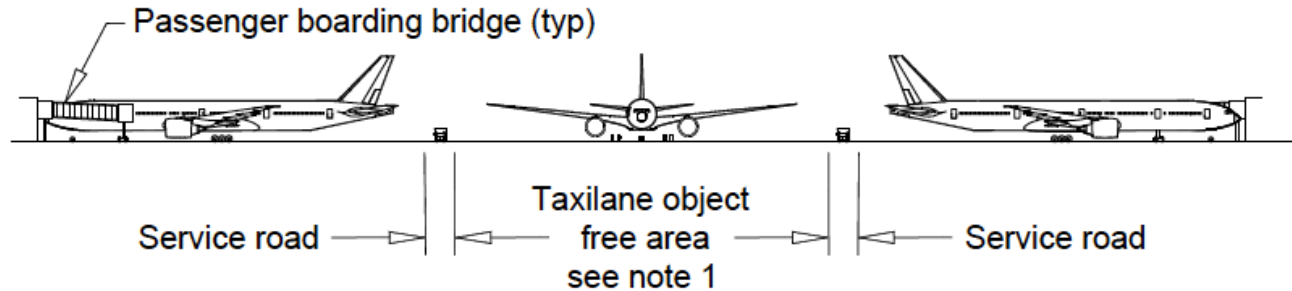 Passenger boarding bridge (typ)
Service road
Taxilane object
free area
see note 1
Service road